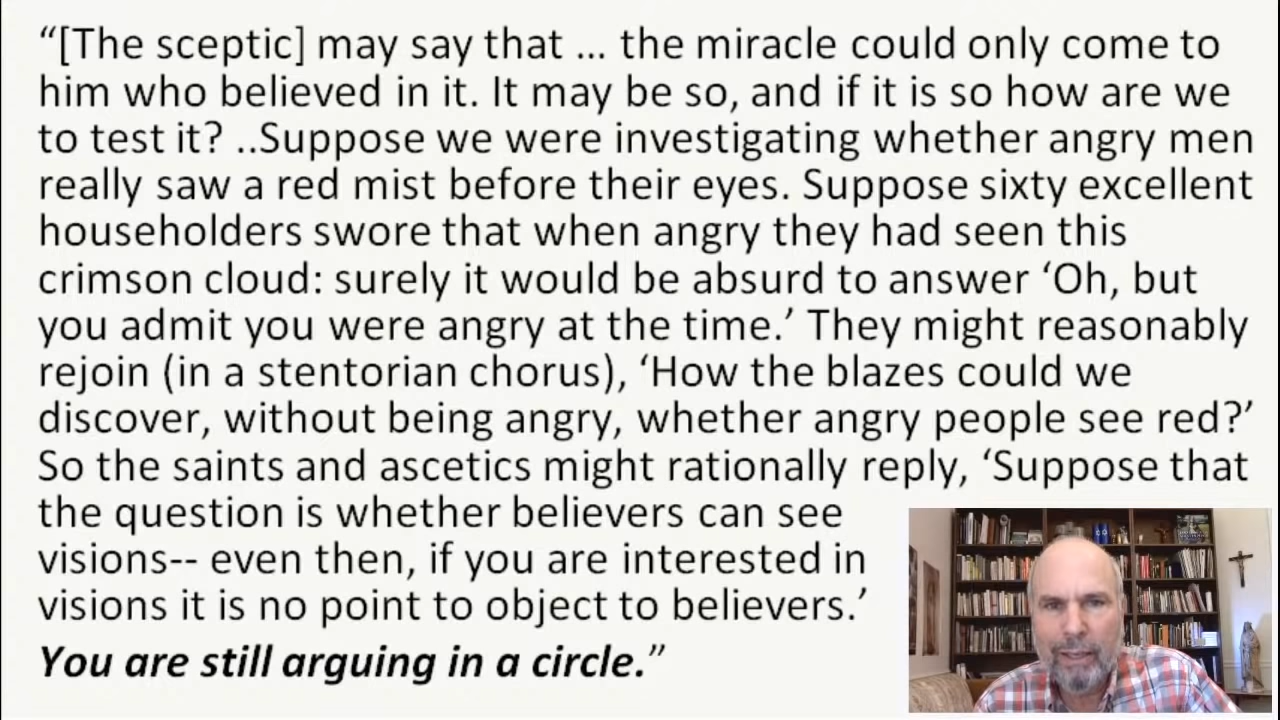 “[The sceptic] may say that ... the miracle could only come to
him who believed in it. It may be so, and if it is so how are we
to test it? ..Suppose we were investigating whether angry men
really saw a red mist before their eyes. Suppose sixty excellent
householders swore that when angry they had seen this
crimson cloud: surely it would be absurd to answer ‘Oh, but
you admit you were angry at the time.’ They might reasonably
rejoin (in a stentorian chorus), ‘How the blazes could we
discover, without being angry, whether angry people see red?’
So the saints and ascetics might rationally reply, ‘Suppose that
the question is whether believers can see
visions-- even then, if you are interested in
visions it is no point to object to believers.’
You are still arguing in a circle.”